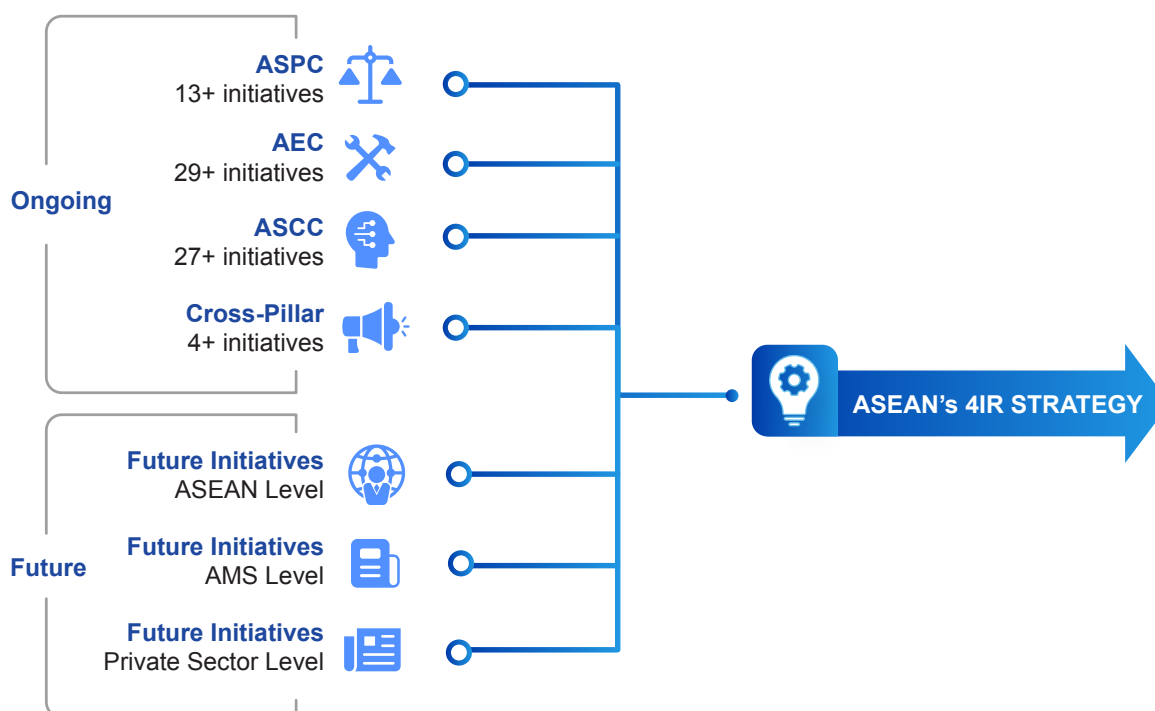 Ongoing
ASPC
13+ initiatives
AEC
29+ initiatives
ASCC
27+ initiatives
Cross-Pillar
4+ initiatives
Future
Future Initiatives
ASEAN Level
Future Initiatives
AMS Level
Future Initiatives
Private Sector Level
ASEAN's 4IR STRATEGY